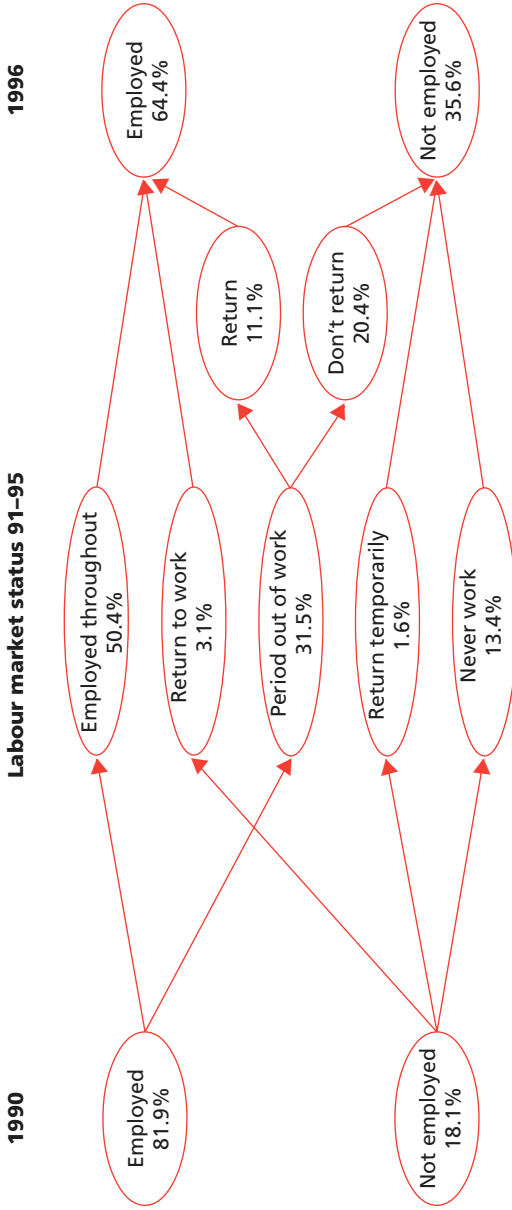 1990
Labour market status 91–95
1996
Employed
81.9%
Not employed
18.1%
Employed throughout
50.4%
Return to work
3.1%
Period out of work
31.5%
Return temporarily
1.6%
Never work
13.4%
Return
11.1%
Don't return
20.4%
Employed
64.4%
Not employed
35.6%